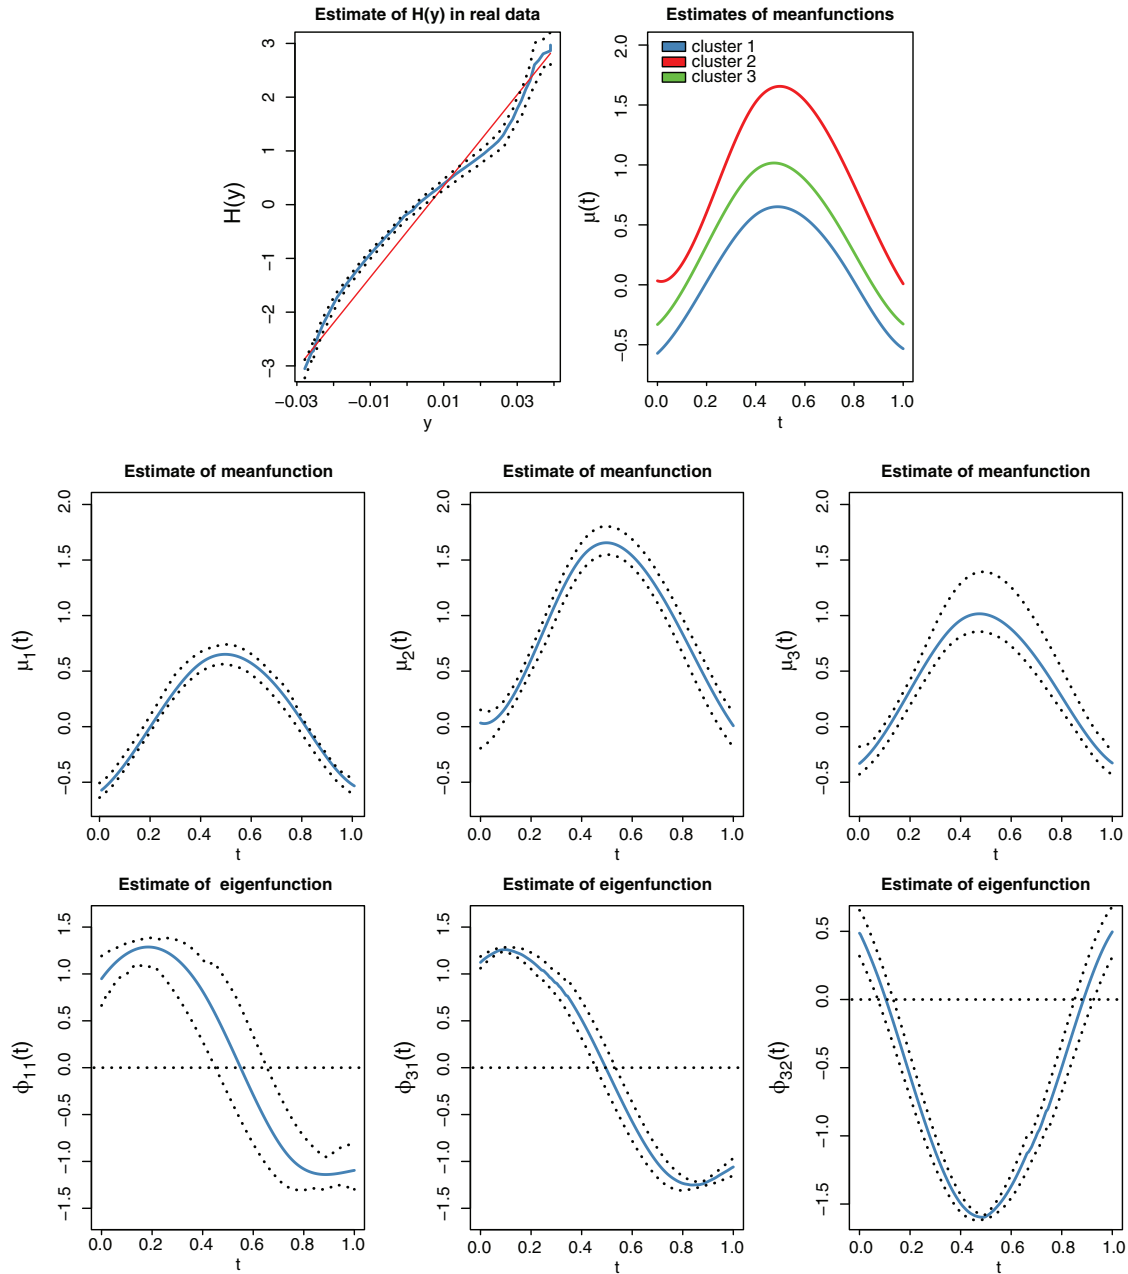 Estimate of H(y) in real data
H(y)
3
2
1
0
−1
−2
−3
−0.03 −0.01 0.01 0.03
y
Estimates of meanfunctions
cluster 1
cluster 2
cluster 3
μ(t)
2.0
1.5
1.0
0.5
0.0
−0.5
0.0 0.2 0.4 0.6 0.8 1.0
t
Estimate of meanfunction
μ1(t)
2.0
1.5
1.0
0.5
0.0
−0.5
0.0 0.2 0.4 0.6 0.8 1.0
t
Estimate of meanfunction
μ2(t)
2.0
1.5
1.0
0.5
0.0
−0.5
0.0 0.2 0.4 0.6 0.8 1.0
t
Estimate of meanfunction
μ3(t)
2.0
1.5
1.0
0.5
0.0
−0.5
0.0 0.2 0.4 0.6 0.8 1.0
t
Estimate of eigenfunction
ϕ11(t)
1.5
1.0
0.5
0.0
−0.5
−1.0
−1.5
0.0 0.2 0.4 0.6 0.8 1.0
t
Estimate of eigenfunction
ϕ31(t)
1.5
1.0
0.5
0.0
−0.5
−1.0
−1.5
0.0 0.2 0.4 0.6 0.8 1.0
t
Estimate of eigenfunction
ϕ32(t)
0.5
0.0
−0.5
−1.0
−1.5
0.0 0.2 0.4 0.6 0.8 1.0
t